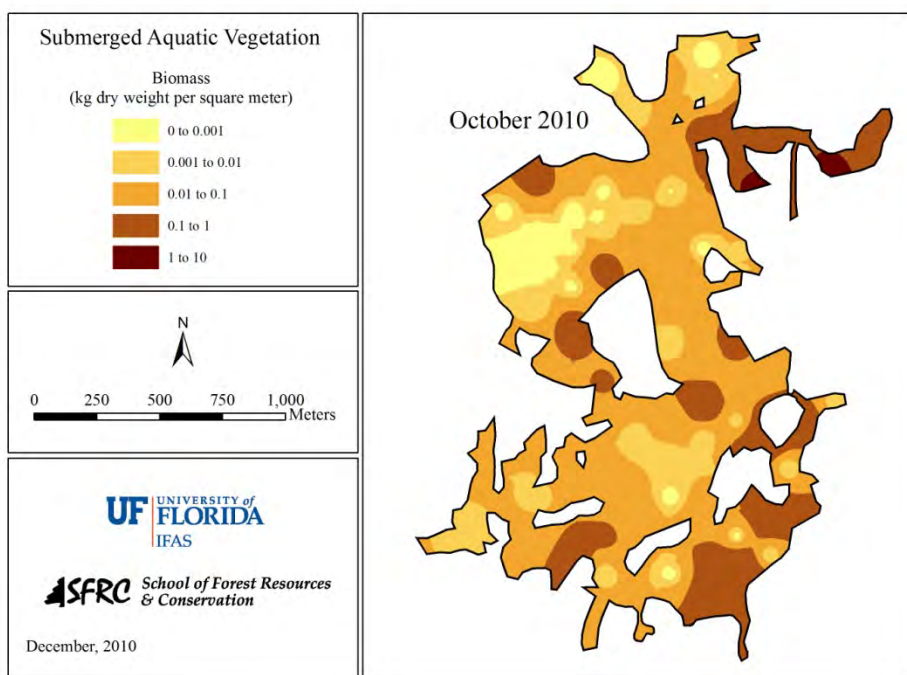 Submerged Aquatic Vegetation
Biomass
(kg dry weight per square meter)
0 to 0.001
0.001 to 0.01
0.01 to 0.1
0.1 to 1
1 to 10
N
0 250 500 750 1,000
Meters
UF UNIVERSITY of
FLORIDA
IFAS
SFRC School of Forest Resources
& Conservation
December, 2010
October 2010